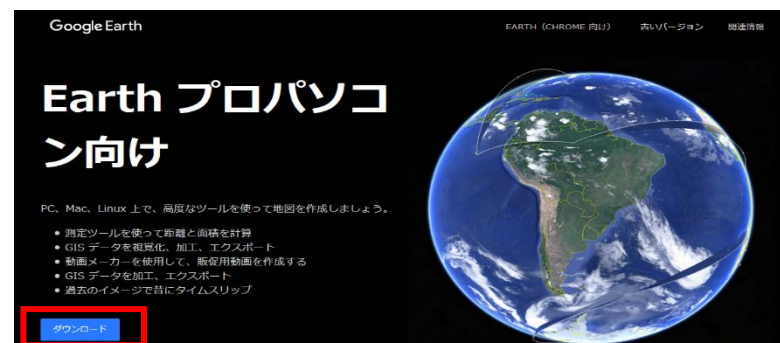 Google Earth
EARTH（CHROME 向け） 古いバージョン 関連情報
Earth プロパソコ
ン向け
PC、Mac、Linux 上で、高度なツールを使って地図を作成しましょう。
• 測定ツールを使って距離と面積を計算
• GIS データを視覚化、加工、エクスポート
• 動画メーカーを使用して、販促用動画を作成する
• GIS データを加工、エクスポート
• 過去のイメージで昔にタイムスリップ
ダウンロード